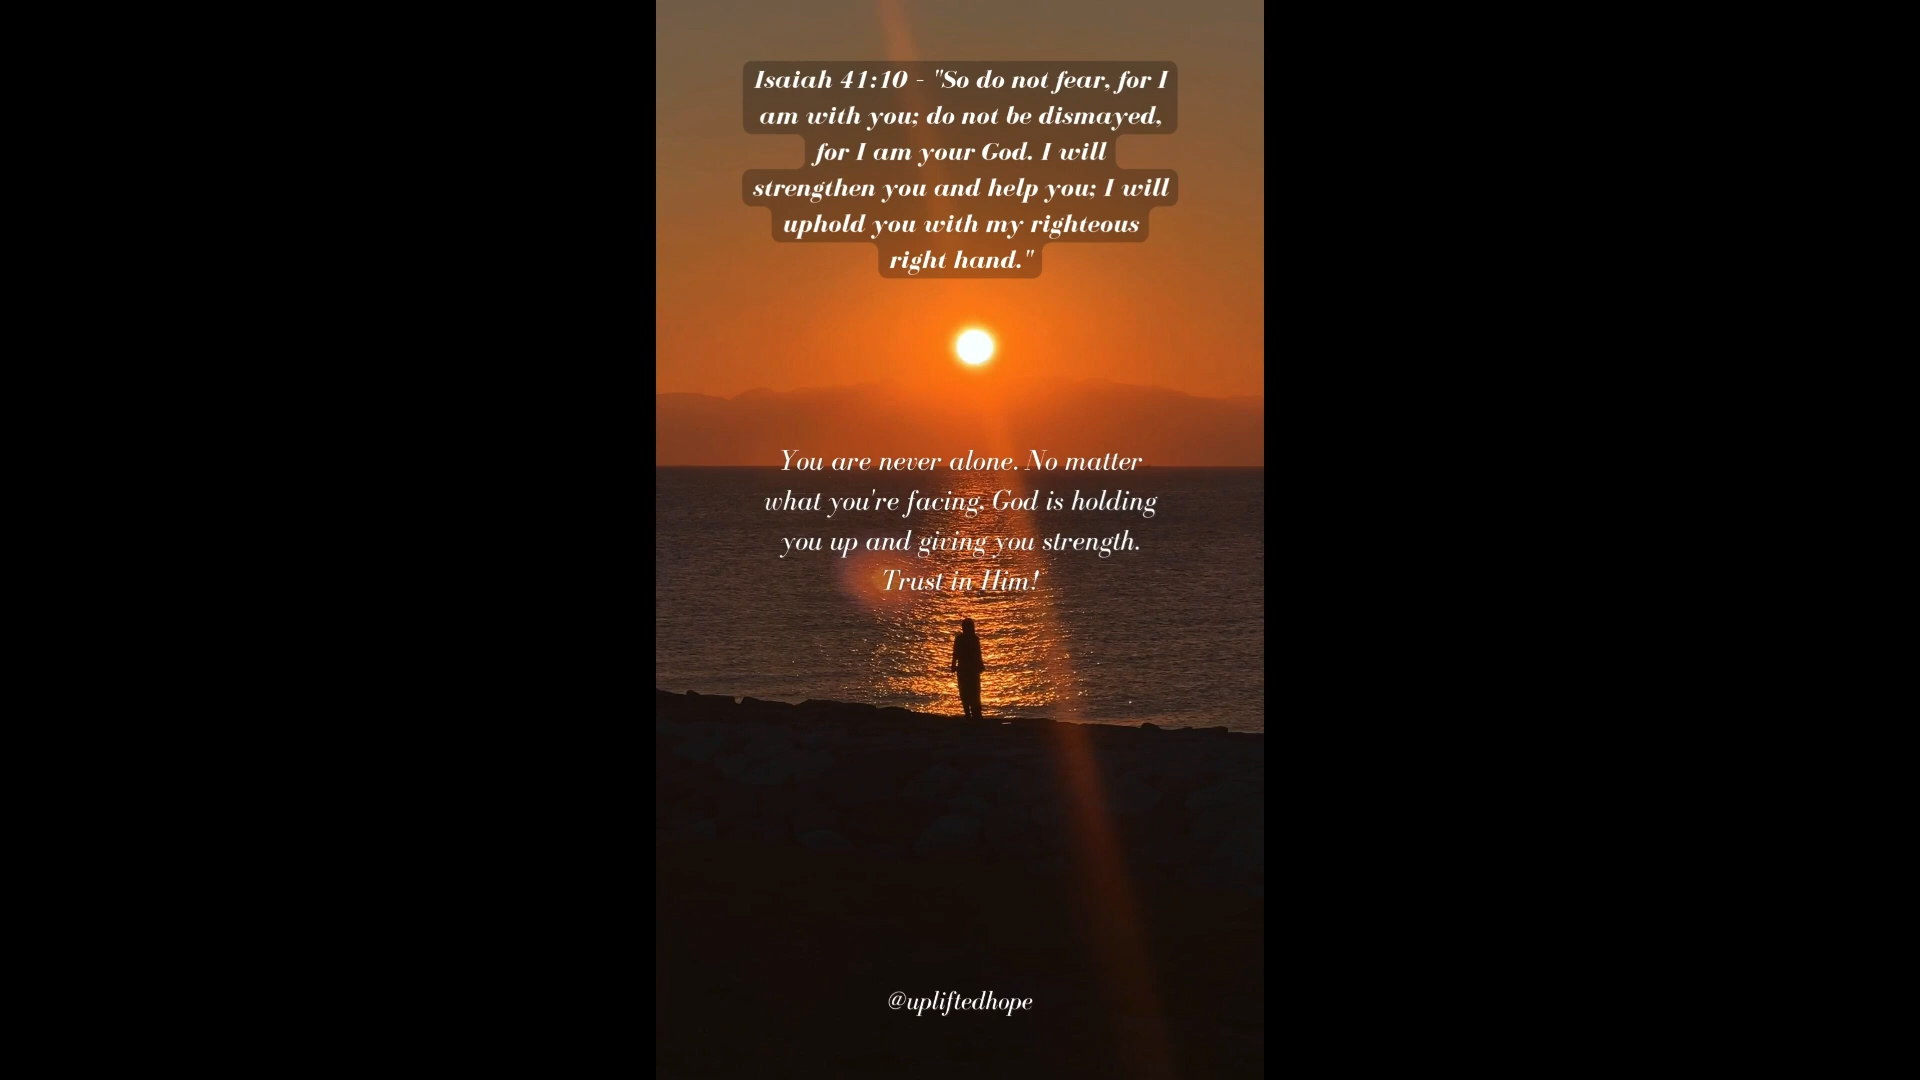 Isaiah 41:10 - "So do not fear, for I
am with you; do not be dismayed,
for I am your God. I will
strengthen you and help you; I will
uphold you with my righteous
right hand."
You are never alone. No matter
what you're facing, God is holding
you up and giving you strength.
Trust in Him!
@upliftedhope